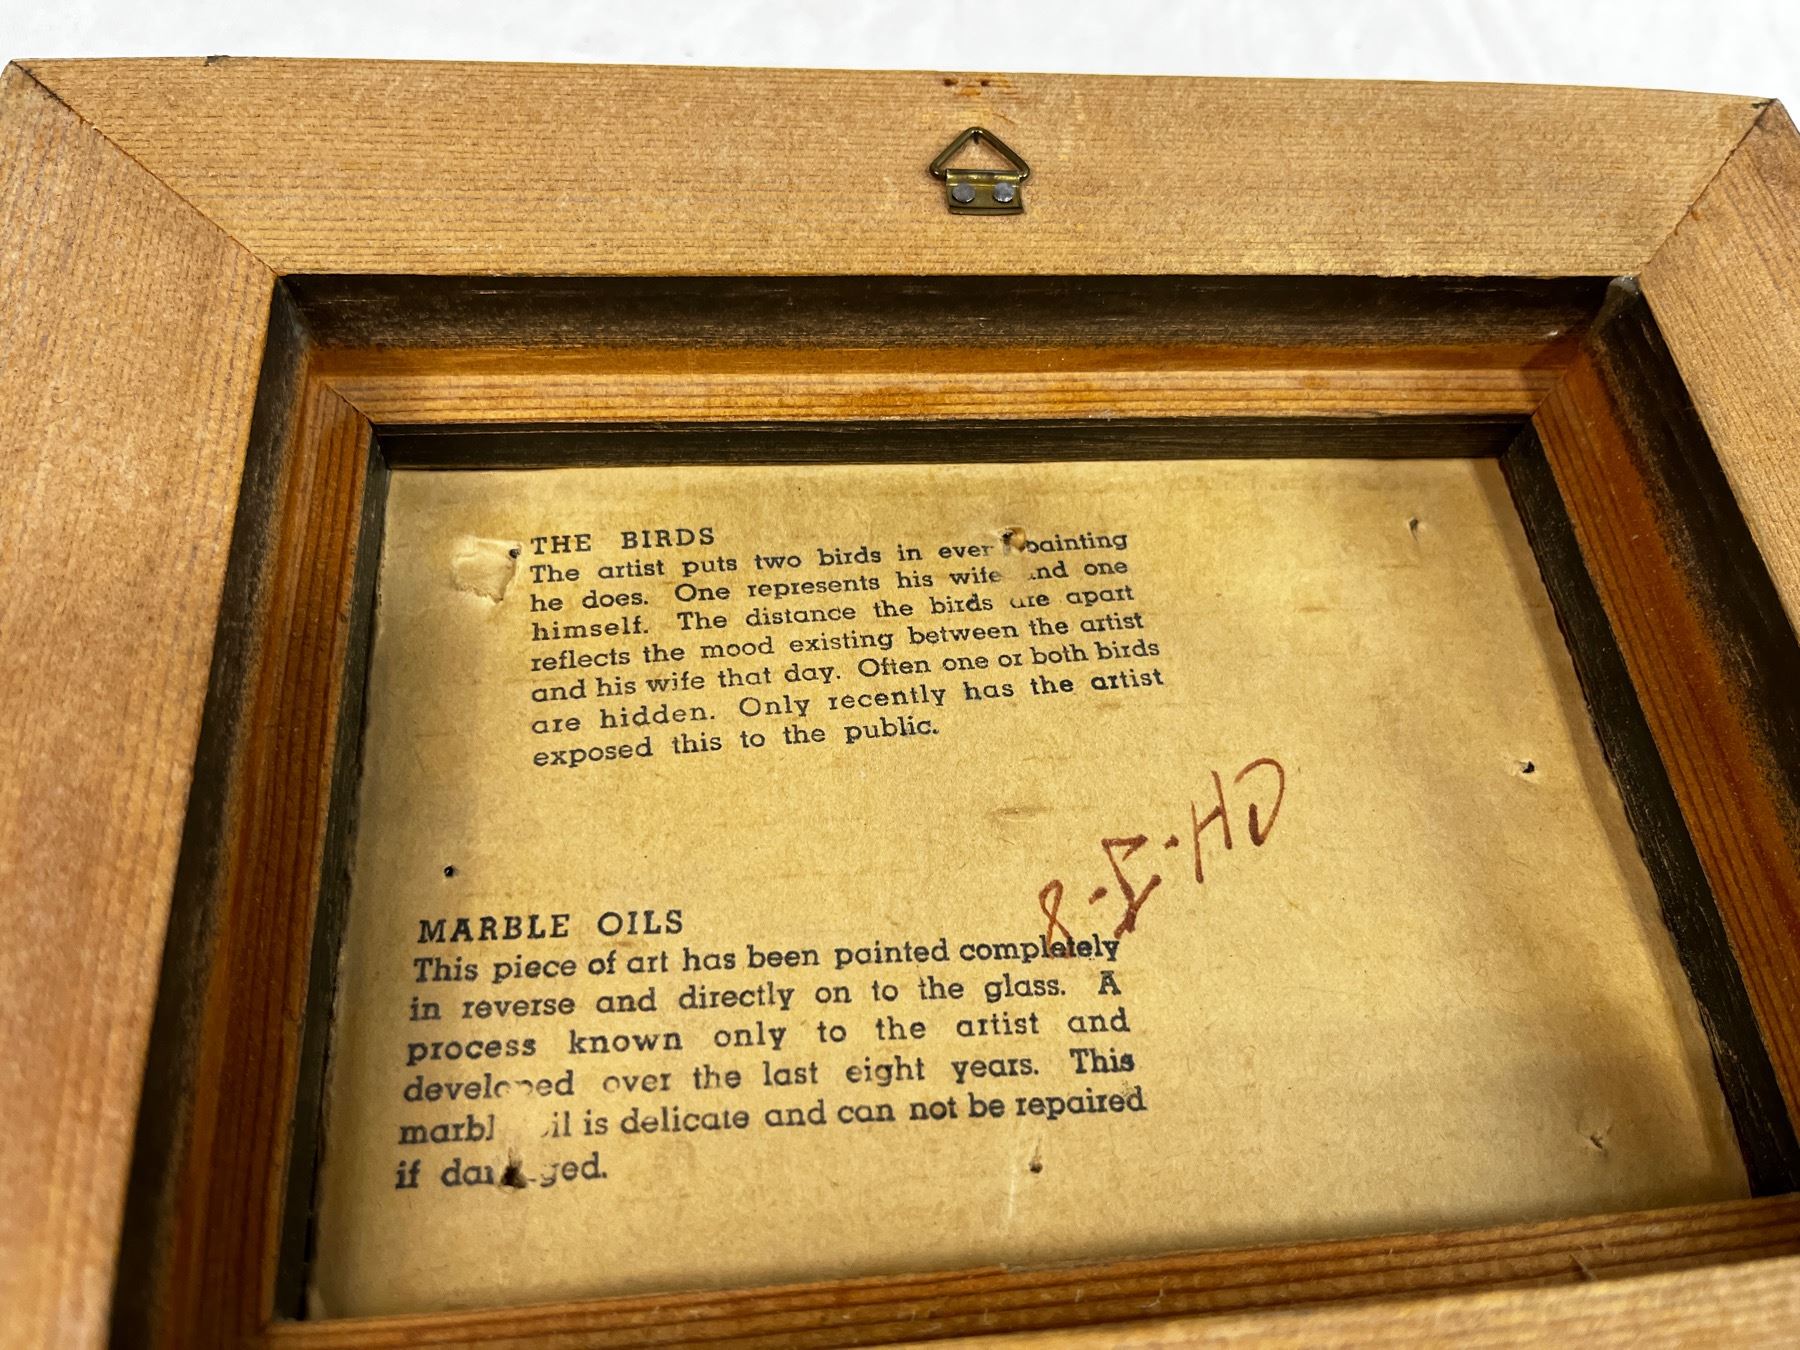 THE BIRDS
The artist puts two birds in ever painting
he does. One represents his wife and one
himself. The distance the birds are apart
reflects the mood existing between the artist
and his wife that day. Often one or both birds
are hidden. Only recently has the artist
exposed this to the public.
8-I-HD
MARBLE OILS
This piece of art has been painted completely
in reverse and directly on to the glass. A
process known only to the artist and
developed over the last eight years. This
marbl oil is delicate and can not be repaired
if damaged.